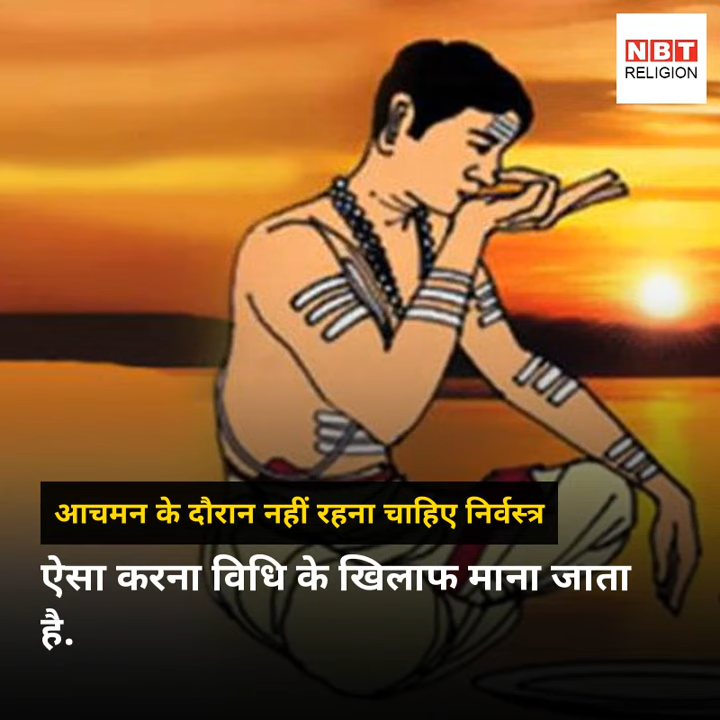 NBT
RELIGION
आचमन के दौरान नहीं रहना चाहिए निर्वस्त्र
ऐसा करना विधि के खिलाफ माना जाता
है.